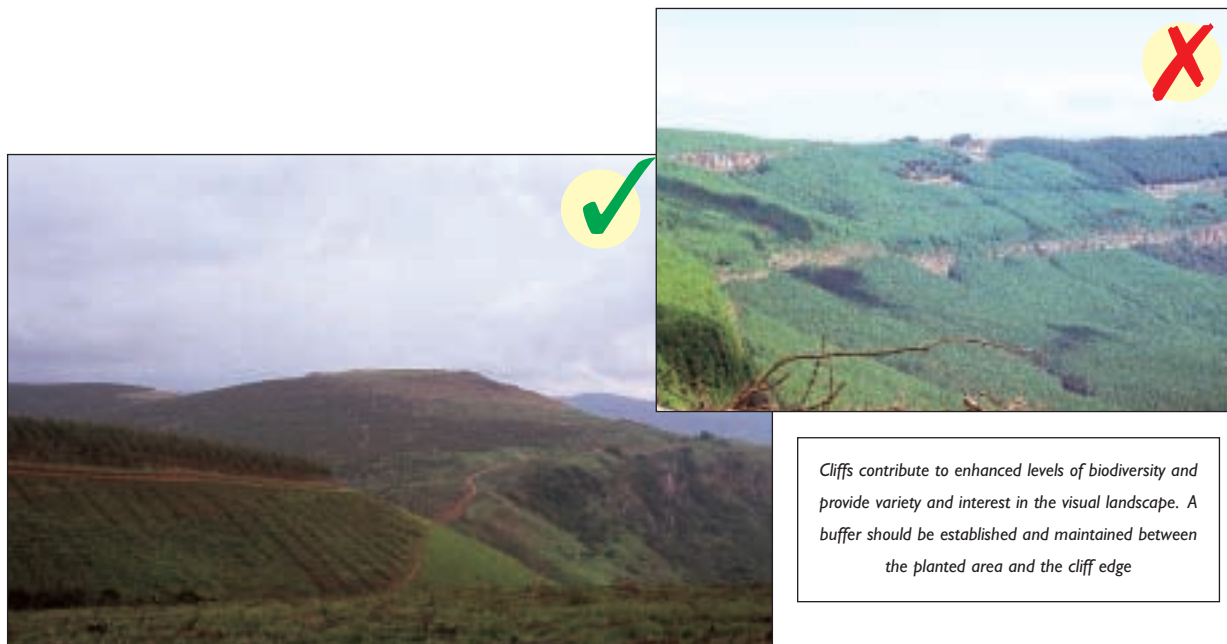 Cliffs contribute to enhanced levels of biodiversity and
provide variety and interest in the visual landscape. A
buffer should be established and maintained between
the planted area and the cliff edge